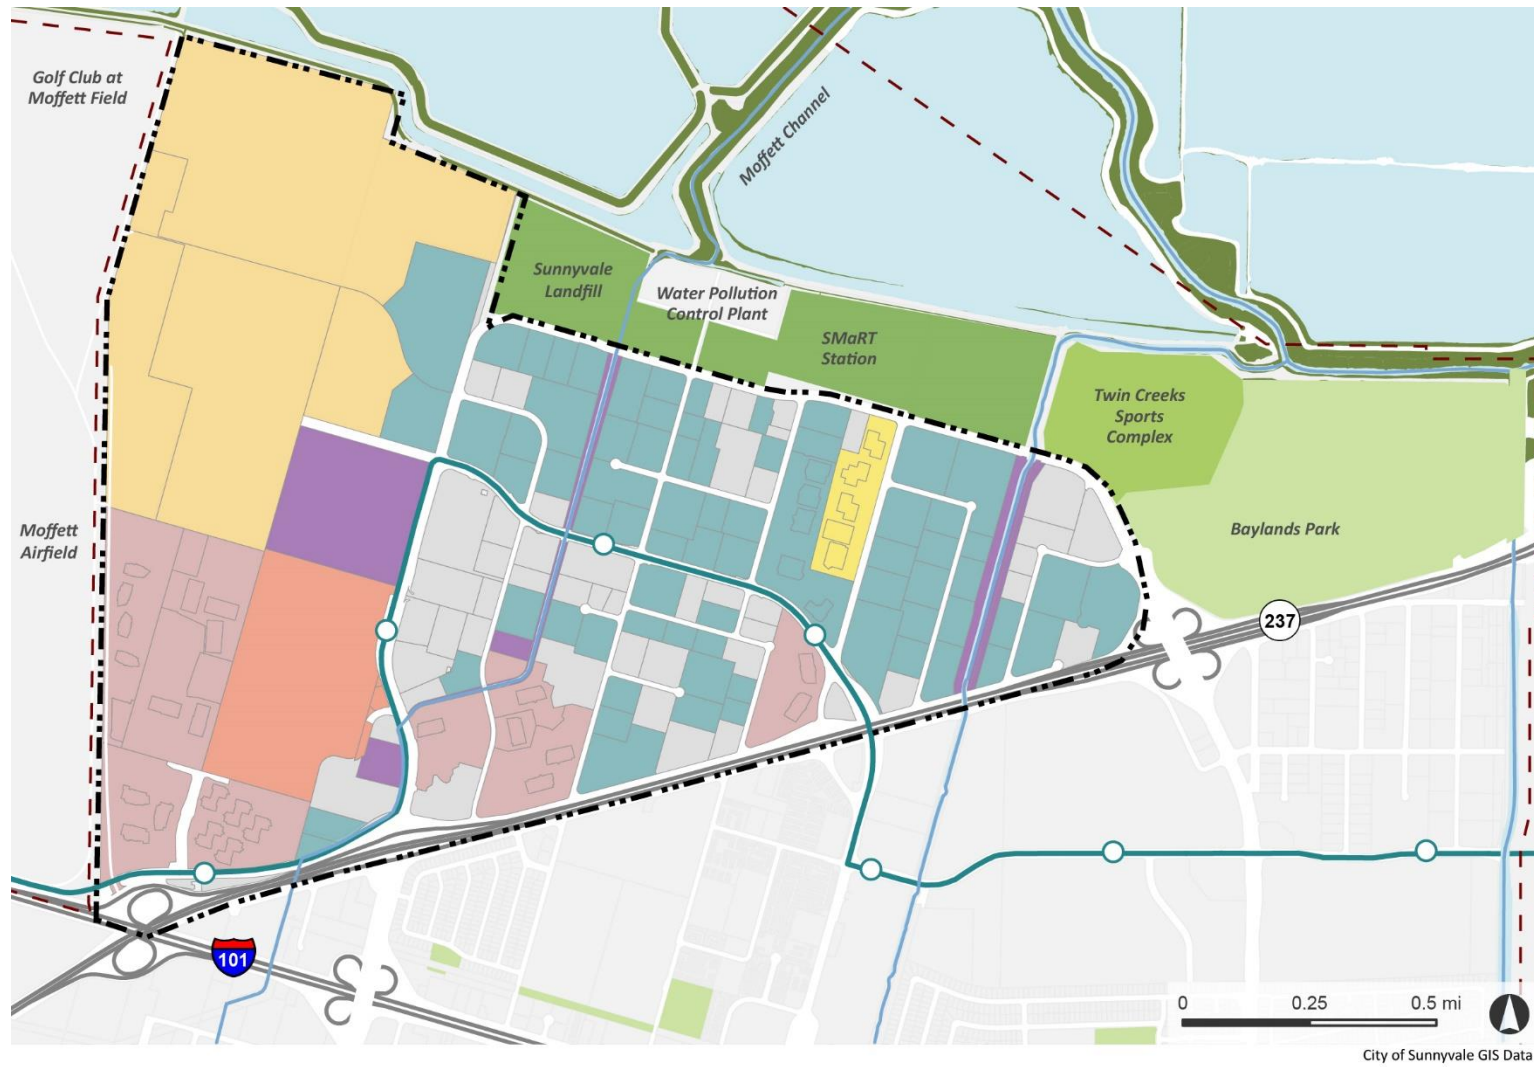 Golf Club at
Moffett Field
Moffett Channel
Sunnyvale
Landfill
Water Pollution
Control Plant
SMaRT
Station
Twin Creeks
Sports
Complex
Baylands Park
Moffett
Airfield
237
101
0 0.25 0.5 mi
City of Sunnyvale GIS Data